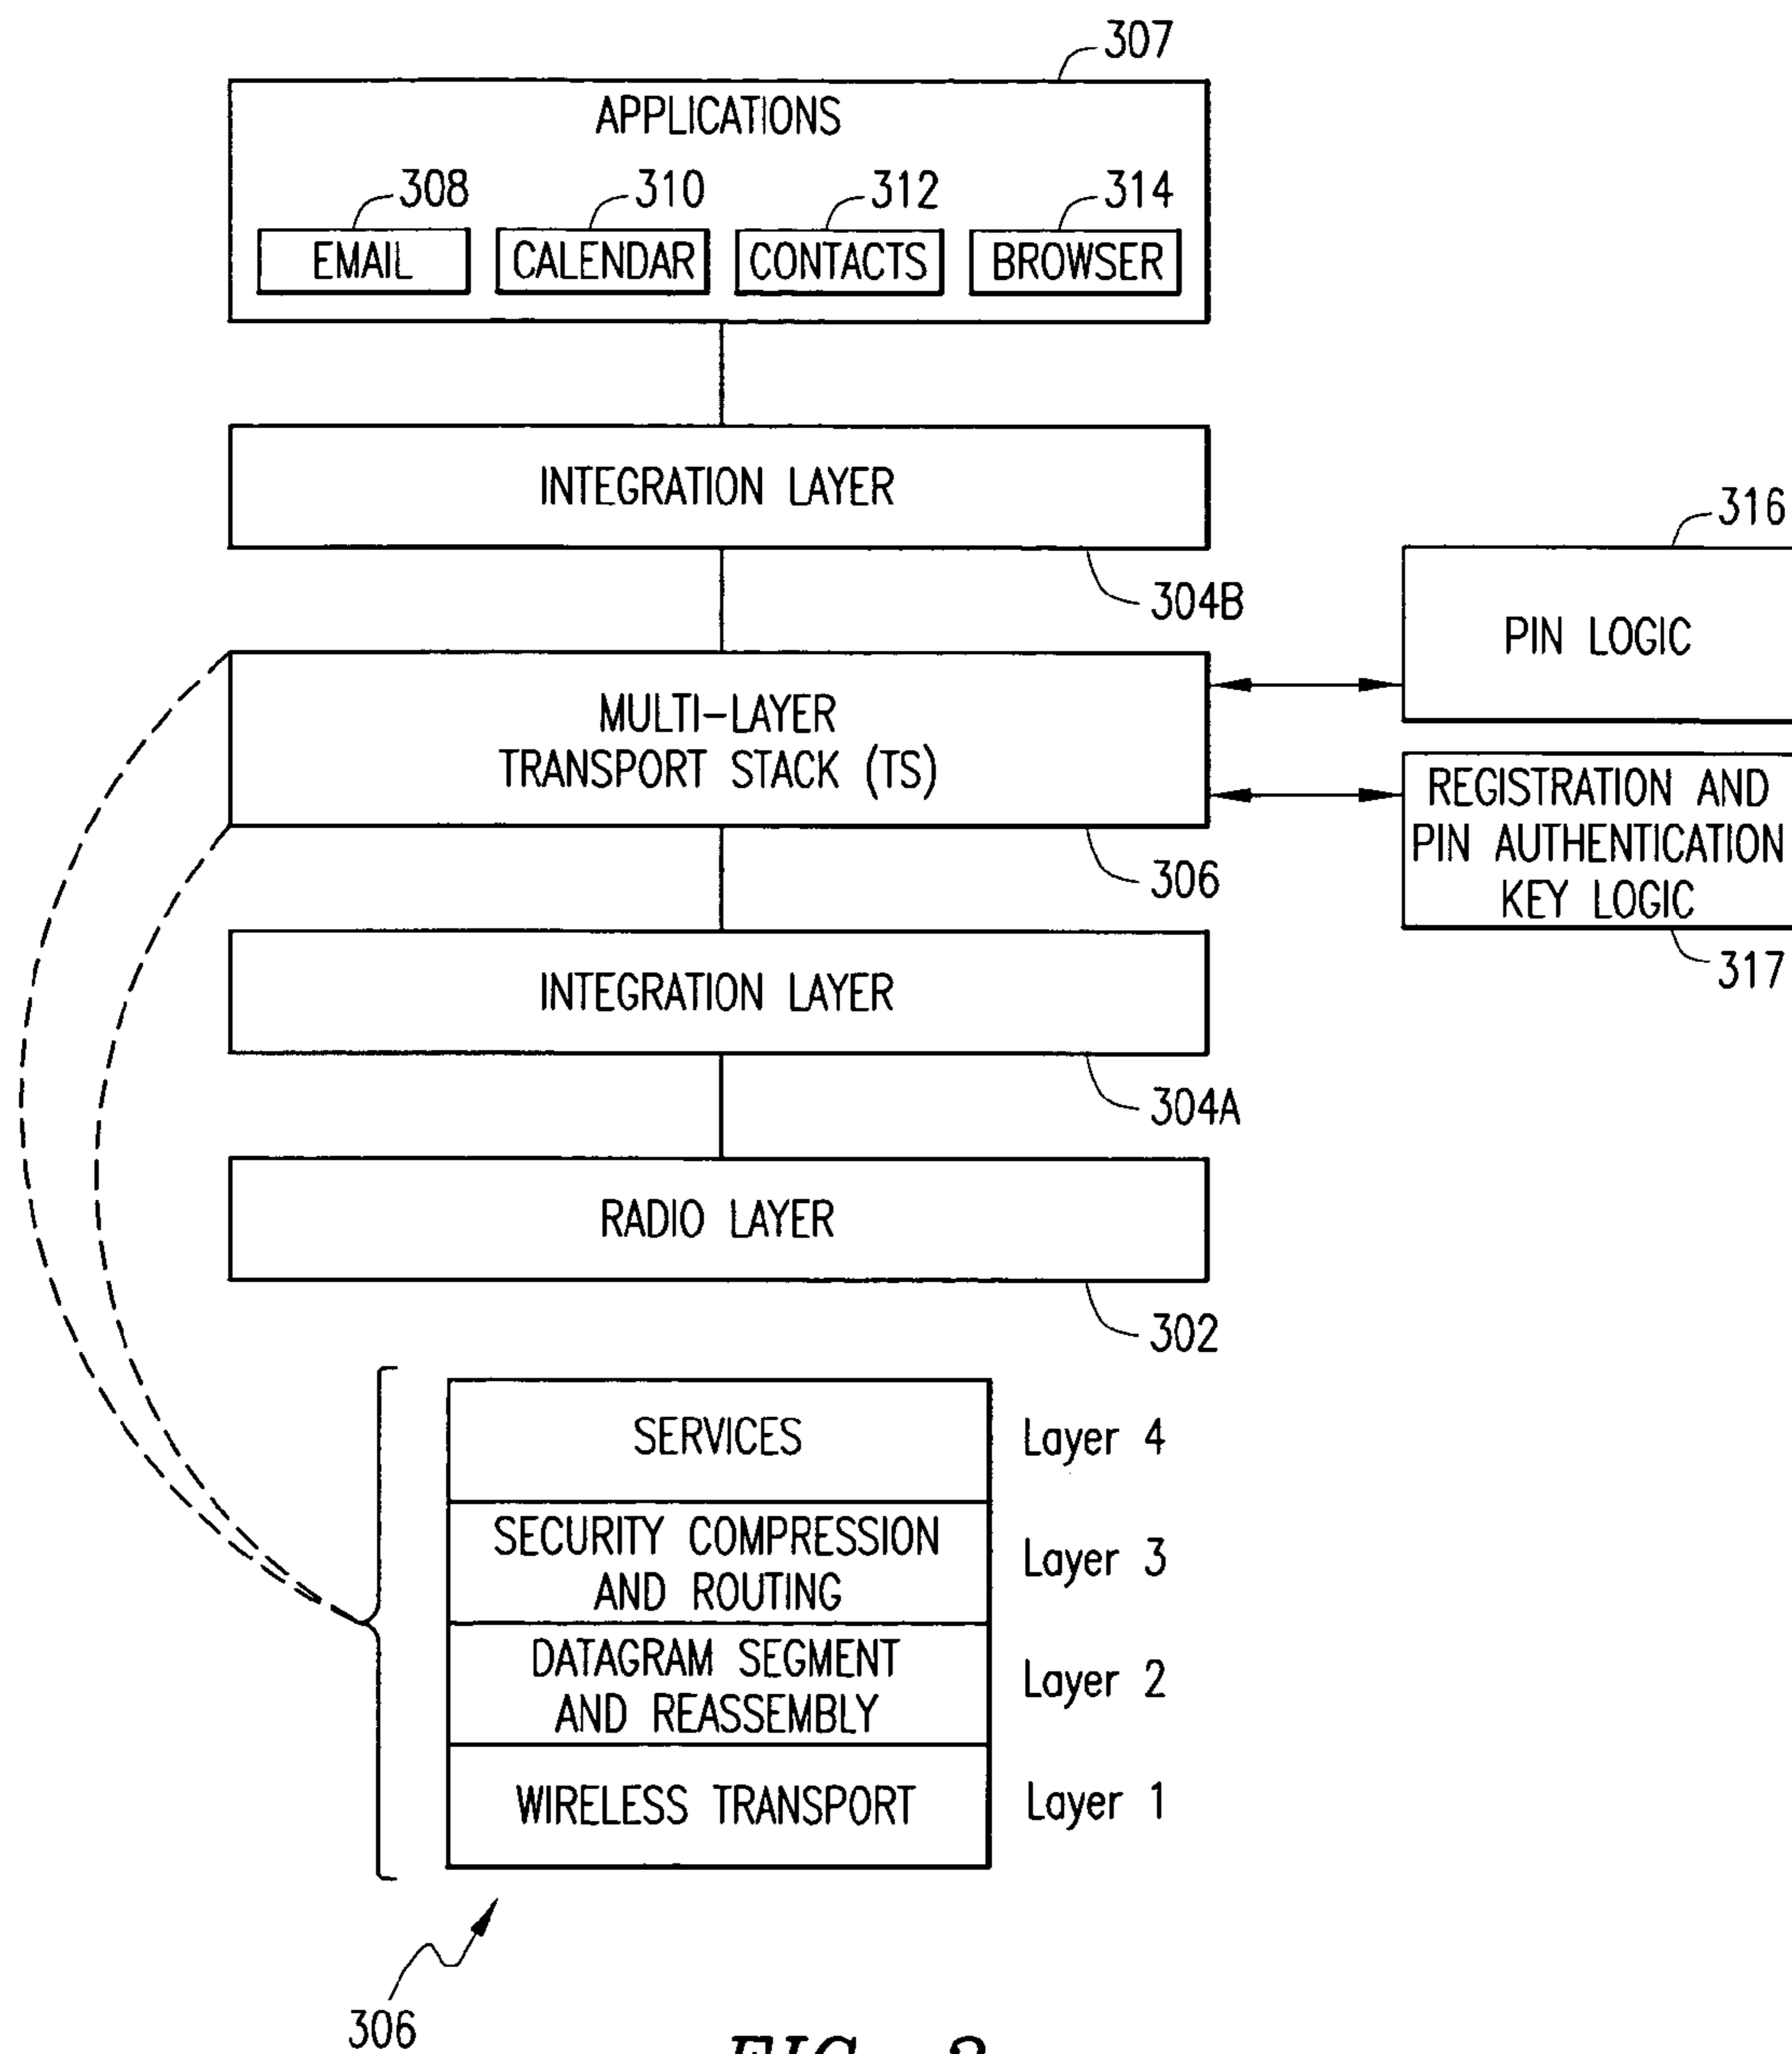 307
APPLICATIONS
308
310
312
314
EMAIL
CALENDAR
CONTACTS
BROWSER
INTEGRATION LAYER
304B
316
PIN LOGIC
MULTI-LAYER
TRANSPORT STACK (TS)
306
REGISTRATION AND
PIN AUTHENTICATION
KEY LOGIC
317
INTEGRATION LAYER
304A
RADIO LAYER
302
SERVICES
Layer 4
SECURITY COMPRESSION
AND ROUTING
Layer 3
DATAGRAM SEGMENT
AND REASSEMBLY
Layer 2
WIRELESS TRANSPORT
Layer 1
306